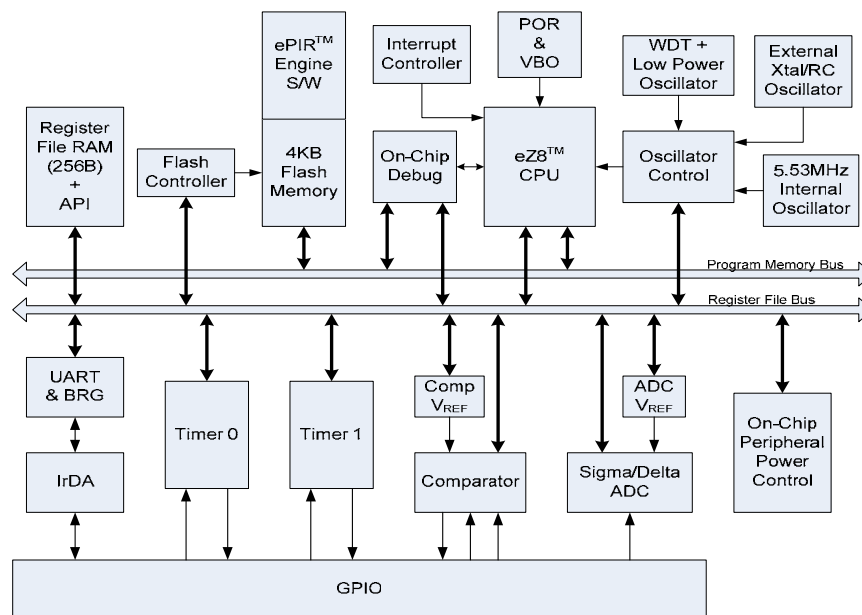 ePIR™
Engine
S/W
Interrupt
Controller
POR
&
VBO
WDT +
Low Power
Oscillator
External
Xtal/RC
Oscillator
Register
File RAM
(256B)
+
API
Flash
Controller
4KB
Flash
Memory
On-Chip
Debug
eZ8™
CPU
Oscillator
Control
5.53MHz
Internal
Oscillator
Program Memory Bus
Register File Bus
UART
& BRG
Timer 0
Timer 1
Comp
VREF
ADC
VREF
On-Chip
Peripheral
Power
Control
IrDA
Comparator
Sigma/Delta
ADC
GPIO